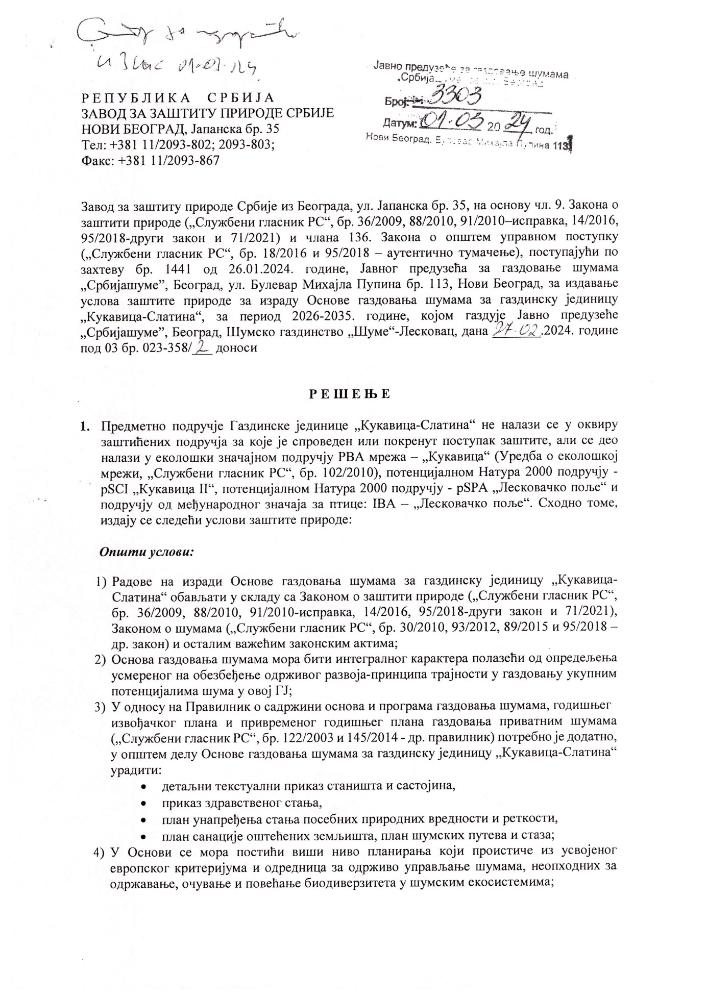 за
01.03.24
Јавно предузеће за газдовање шумама
„Србија
Број: 3303
Датум: 01.03 2024 год.
Нови Београд, Булевар Михајла Пупина 113
Р Е П У Б Л И К А С Р Б И Ј А
ЗАВОД ЗА ЗАШТИТУ ПРИРОДЕ СРБИЈЕ
НОВИ БЕОГРАД, Јапанска бр. 35
Тел: +381 11/2093-802; 2093-803;
Факс: +381 11/2093-867
Завод за заштиту природе Србије из Београда, ул. Јапанска бр. 35, на основу чл. 9. Закона о
заштити природе („Службени гласник РС“, бр. 36/2009, 88/2010, 91/2010–исправка, 14/2016,
95/2018-други закон и 71/2021) и члана 136. Закона о општем управном поступку
(„Службени гласник РС“, бр. 18/2016 и 95/2018 – аутентично тумачење), поступајући по
захтеву бр. 1441 од 26.01.2024. године, Јавног предузећа за газдовање шумама
„Србијашуме”, Београд, ул. Булевар Михајла Пупина бр. 113, Нови Београд, за издавање
услова заштите природе за израду Основе газдовања шумама за газдинску јединицу
„Кукавица-Слатина“, за период 2026-2035. године, којом газдује Јавно предузеће
„Србијашуме”, Београд, Шумско газдинство „Шуме“-Лесковац, дана 27.02.2024. године
под 03 бр. 023-358/2 доноси
Р Е Ш Е Њ Е
1. Предметно подручје Газдинске јединице „Кукавица-Слатина“ не налази се у оквиру
заштићених подручја за које је спроведен или покренут поступак заштите, али се део
налази у еколошки значајном подручју РВА мрежа – „Кукавица“ (Уредба о еколошкој
мрежи, „Службени гласник РС“, бр. 102/2010), потенцијалном Натура 2000 подручју -
pSCI „Кукавица II“, потенцијалном Натура 2000 подручју - pSPA „Лесковачко поље“ и
подручју од међународног значаја за птице: IBA – „Лесковачко поље“. Сходно томе,
издају се следећи услови заштите природе:
Општи услови:
1) Радове на изради Основе газдовања шумама за газдинску јединицу „Кукавица-
Слатина“ обављати у складу са Законом о заштити природе („Службени гласник РС“,
бр. 36/2009, 88/2010, 91/2010-исправка, 14/2016, 95/2018-други закон и 71/2021),
Законом о шумама („Службени гласник РС“, бр. 30/2010, 93/2012, 89/2015 и 95/2018 –
др. закон) и осталим важећим законским актима;
2) Основа газдовања шумама мора бити интегралног карактера полазећи од опредељења
усмереног на обезбеђење одрживог развоја-принципа трајности у газдовању укупним
потенцијалима шума у овој ГЈ;
3) У односу на Правилник о садржини основа и програма газдовања шумама, годишњег
извођачког плана и привременог годишњег плана газдовања приватним шумама
(„Службени гласник РС“, бр. 122/2003 и 145/2014 - др. правилник) потребно је додатно,
у општем делу Основе газдовања шумама за газдинску јединицу „Кукавица-Слатина“
урадити:
• детаљни текстуални приказ станишта и састојина,
• приказ здравственог стања,
• план унапређења стања посебних природних вредности и реткости,
• план санације оштећених земљишта, план шумских путева и стаза;
4) У Основи се мора постићи виши ниво планирања који проистиче из усвојеног
европског критеријума и одредница за одрживо управљање шумама, неопходних за
одржавање, очување и повећање биодиверзитета у шумским екосистемима;